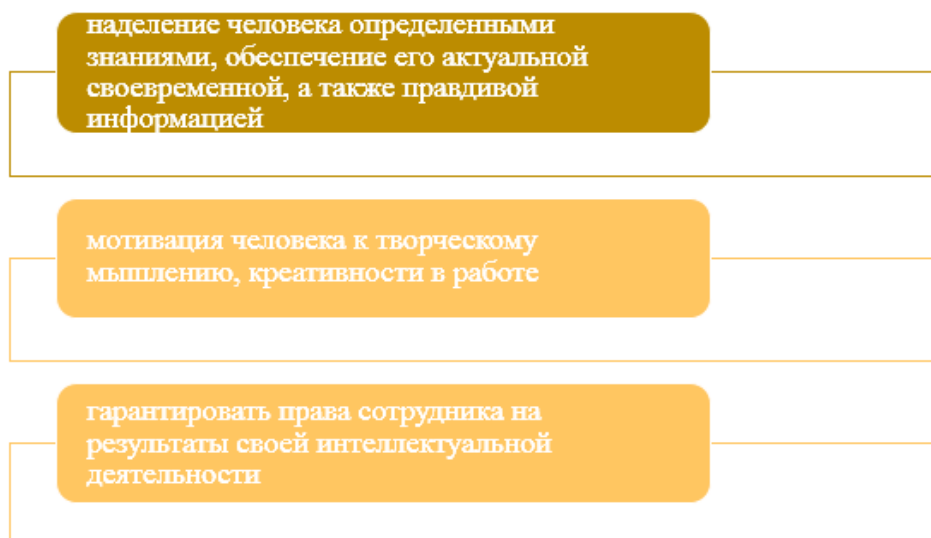 наделение человека определенными
знаниями, обеспечение его актуальной
своевременной, а также правдивой
информацией
мотивация человека к творческому
мышлению, креативности в работе
гарантировать права сотрудника на
результаты своей интеллектуальной
деятельности